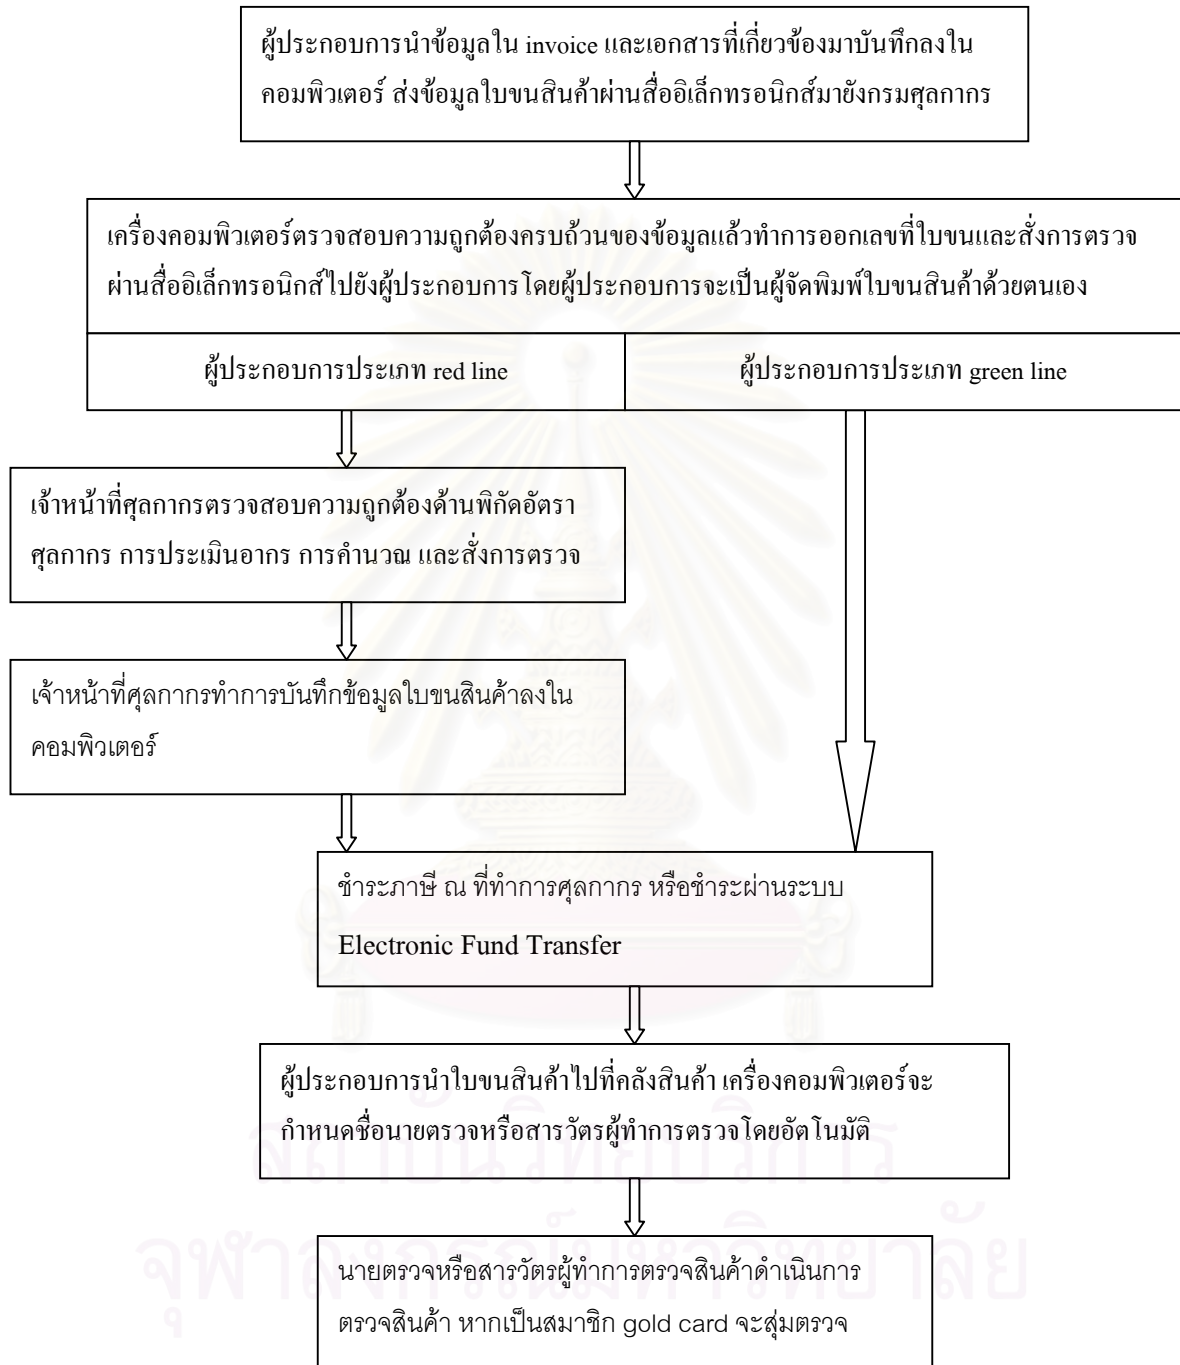 ผู้ประกอบการนำข้อมูลใน invoice และเอกสารที่เกี่ยวข้องมาบันทึกลงใน
คอมพิวเตอร์ ส่งข้อมูลใบขนสินค้าผ่านสื่ออิเล็กทรอนิกส์มายังกรมศุลกากร
เครื่องคอมพิวเตอร์ตรวจสอบความถูกต้องครบถ้วนของข้อมูลแล้วทำการออกเลขที่ใบขนและสั่งการตรวจ
ผ่านสื่ออิเล็กทรอนิกส์ไปยังผู้ประกอบการ โดยผู้ประกอบการจะเป็นผู้จัดพิมพ์ใบขนสินค้าด้วยตนเอง
ผู้ประกอบการประเภท red line
ผู้ประกอบการประเภท green line
เจ้าหน้าที่ศุลกากรตรวจสอบความถูกต้องด้านพิกัดอัตรา
ศุลกากร การประเมินอากร การคำนวณ และสั่งการตรวจ
เจ้าหน้าที่ศุลกากรทำการบันทึกข้อมูลใบขนสินค้าลงใน
คอมพิวเตอร์
ชำระภาษี ณ ที่ทำการศุลกากร หรือชำระผ่านระบบ
Electronic Fund Transfer
ผู้ประกอบการนำใบขนสินค้าไปที่คลังสินค้า เครื่องคอมพิวเตอร์จะ
กำหนดชื่อนายตรวจหรือสารวัตรผู้ทำการตรวจโดยอัตโนมัติ
สถาบันวิทยบริการ
จุฬาลงกรณ์มหาวิทยาลัย
นายตรวจหรือสารวัตรผู้ทำการตรวจสินค้าดำเนินการ
ตรวจสินค้า หากเป็นสมาชิก gold card จะสุ่มตรวจ